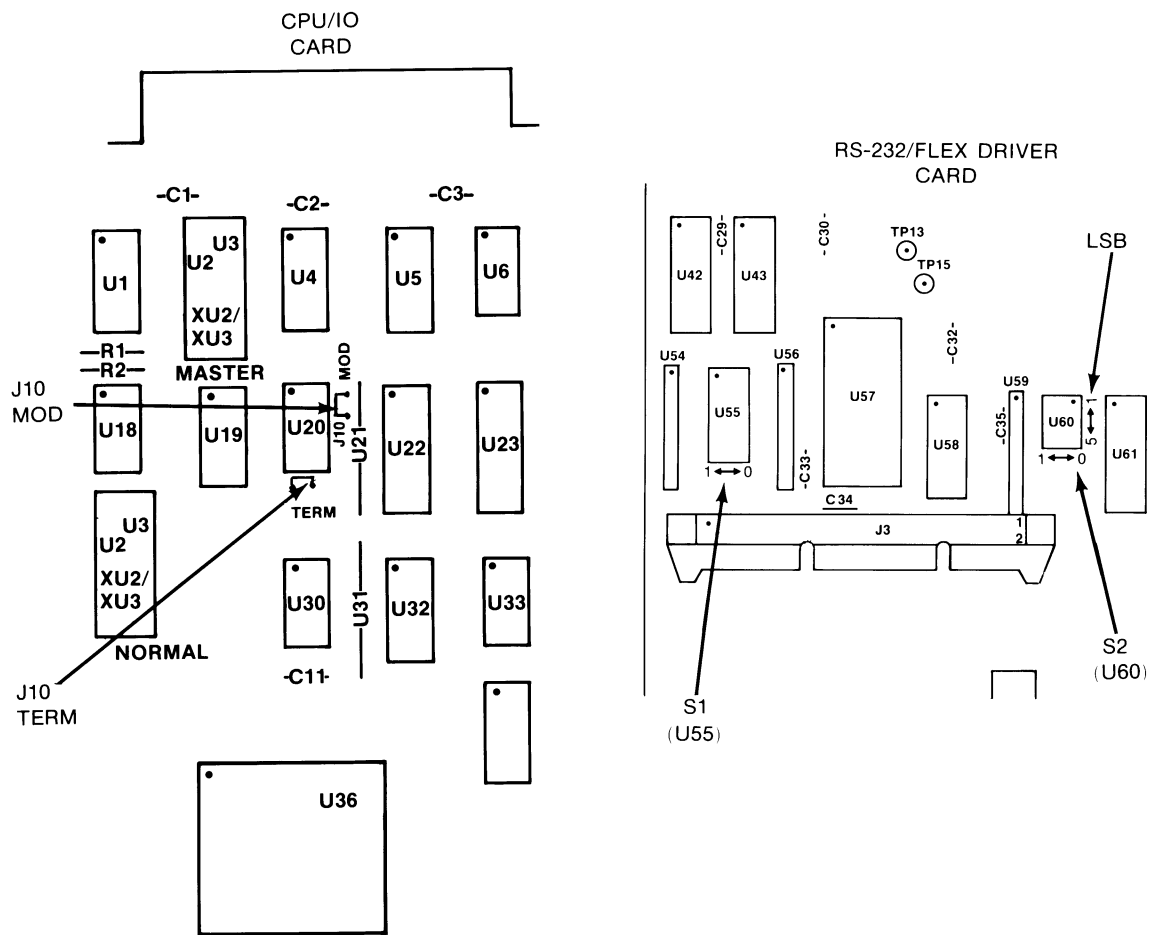 CPU/IO
CARD
-C1-
-C2-
-C3-
U1
U3
U2
XU2/
XU3
MASTER
U4
U5
U6
R1
R2
J10
MOD
U18
U19
U20
MOD
J10
U21
U22
U23
TERM
U3
U2
XU2/
XU3
NORMAL
U30
U31
U32
U33
-C11-
J10
TERM
U36
RS-232/FLEX DRIVER
CARD
U42
-C29-
U43
-C30-
TP13
TP15
LSB
-C32-
U54
U55
1 0
U56
-C33-
U57
C34
U58
U59
-C35-
U60
1
5
1 0
U61
J3
1
2
S1
(U55)
S2
(U60)